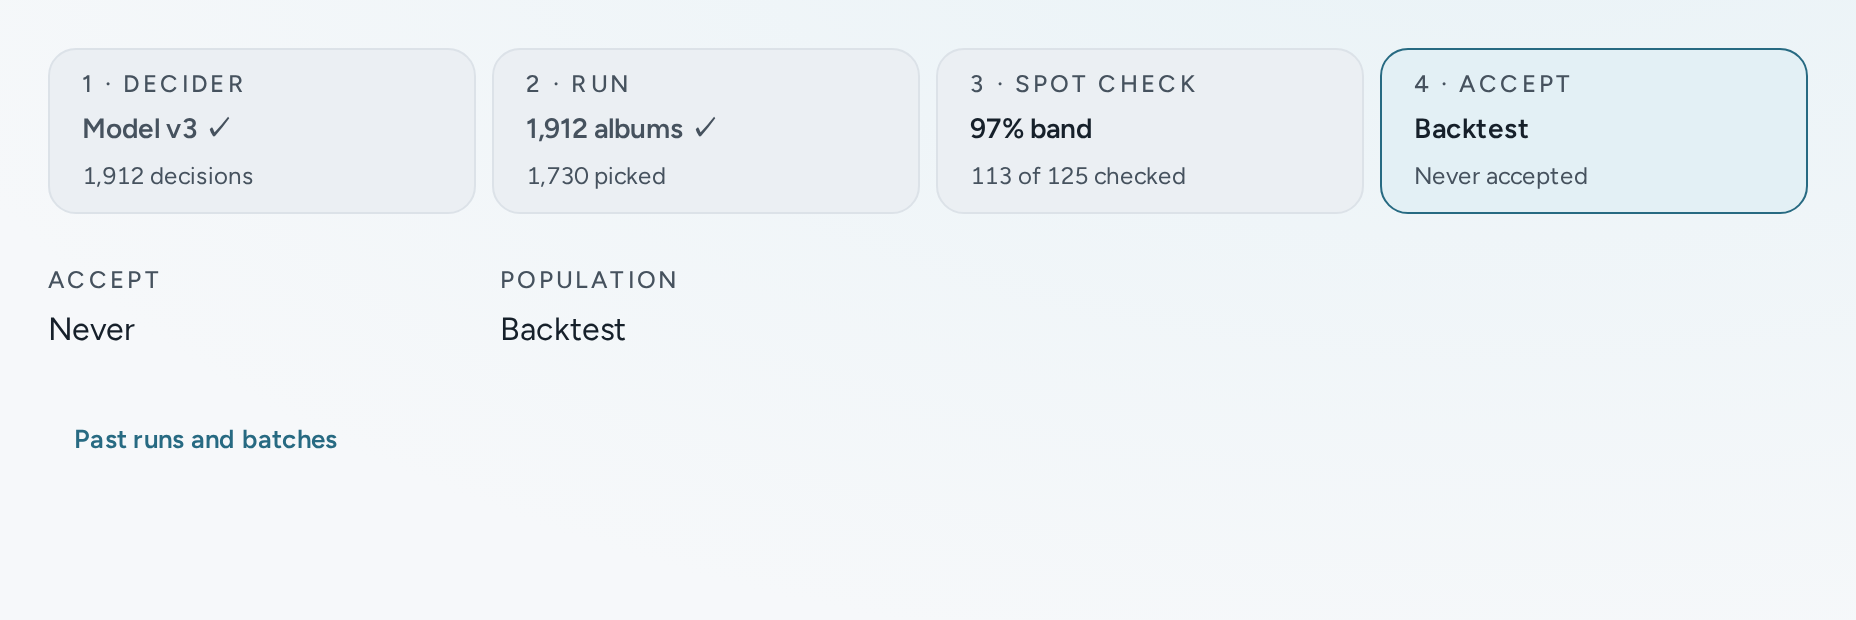 1 · DECIDER
Model v3 ✓
1,912 decisions
2 · RUN
1,912 albums ✓
1,730 picked
3 · SPOT CHECK
97% band
113 of 125 checked
4 · ACCEPT
Backtest
Never accepted
ACCEPT
Never
POPULATION
Backtest
Past runs and batches